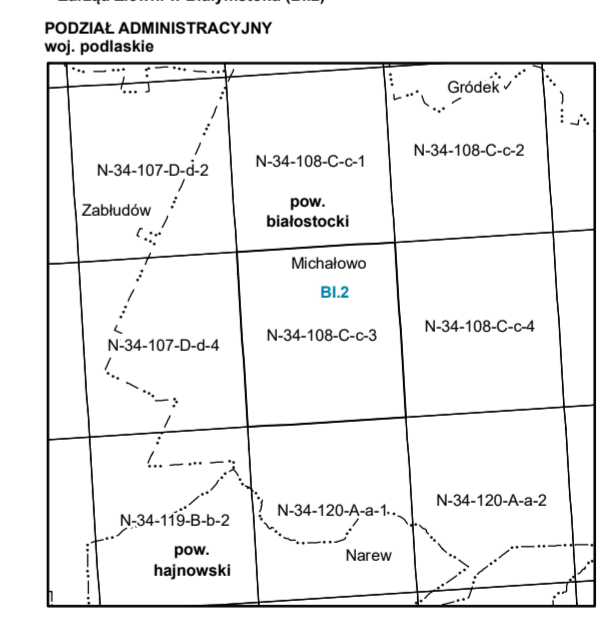 PODZIAŁ ADMINISTRACYJNY
woj. podlaskie
Gródek
N-34-107-D-d-2
N-34-108-C-c-1
N-34-108-C-c-2
Zabłudów
pow.
białostocki
Michałowo
BI.2
N-34-107-D-d-4
N-34-108-C-c-3
N-34-108-C-c-4
N-34-119-B-b-2
N-34-120-A-a-1
N-34-120-A-a-2
pow.
hajnowski
Narew